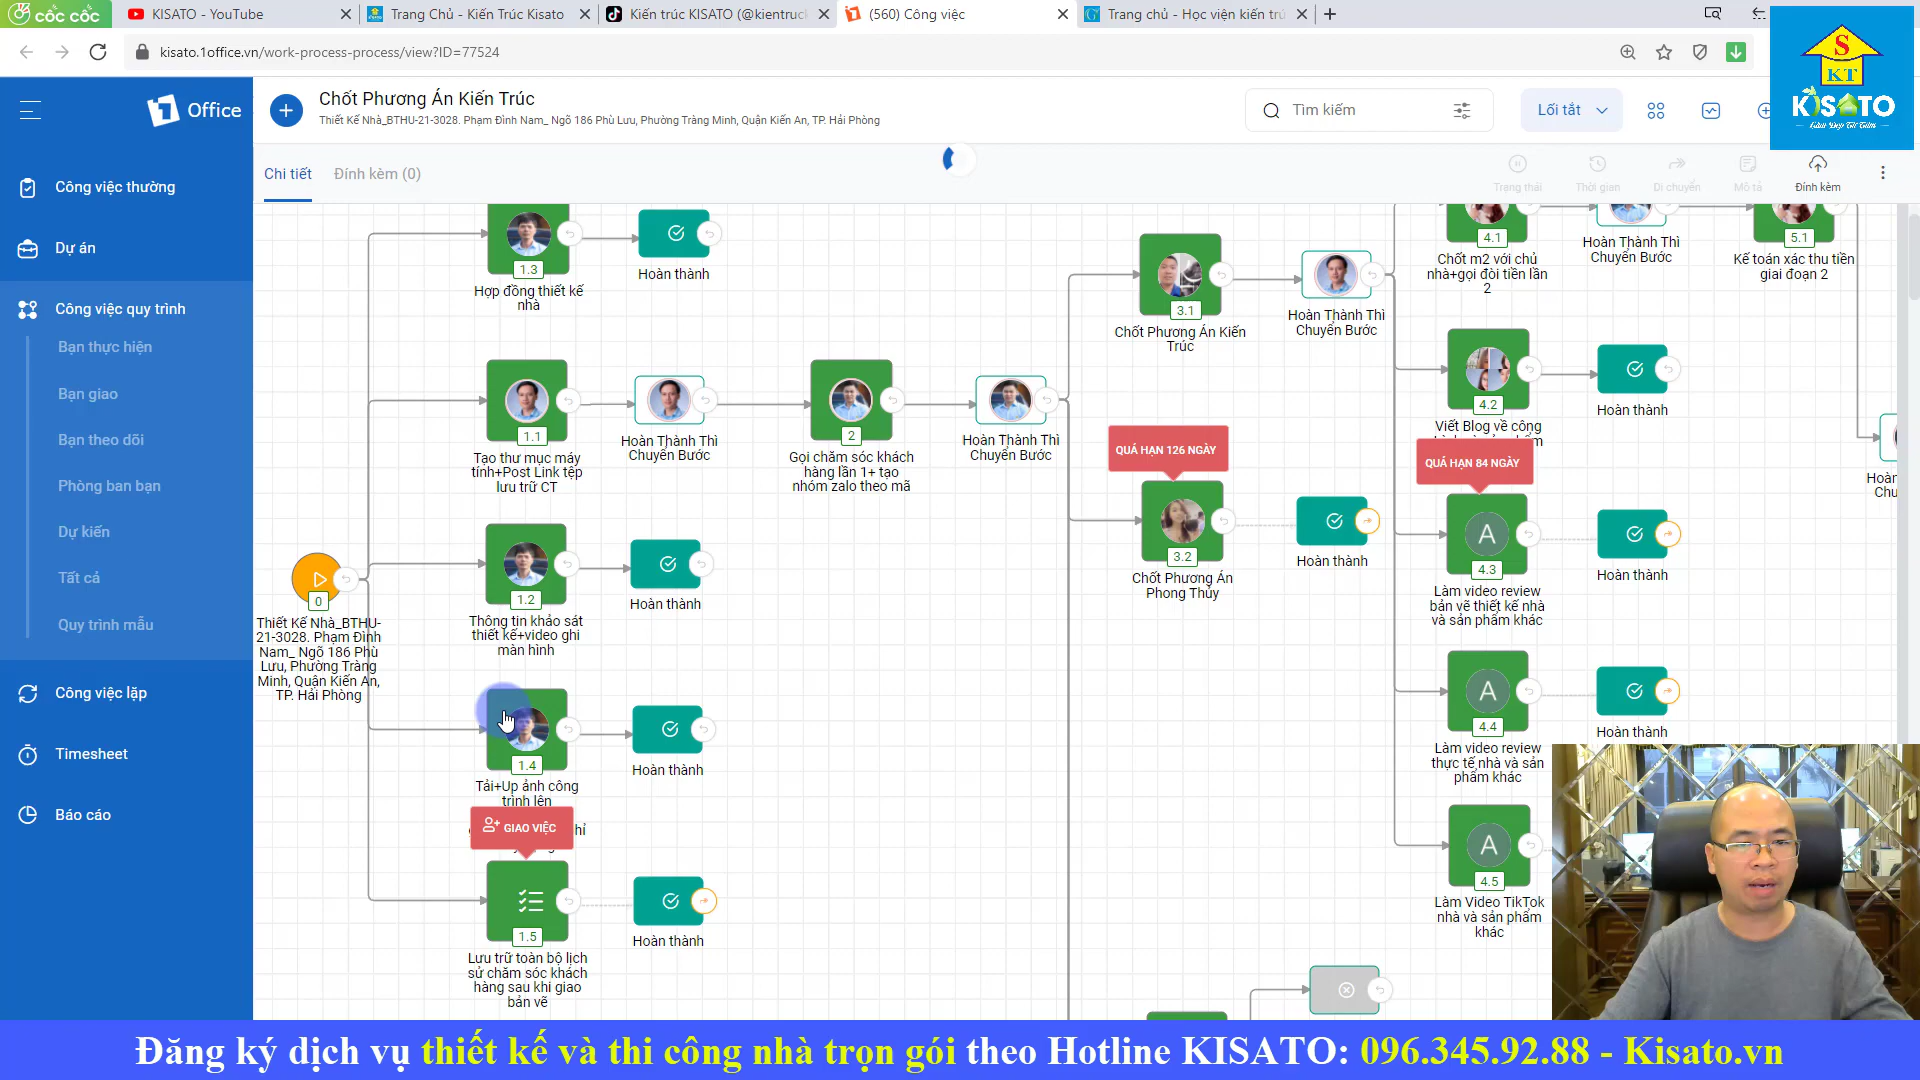 cốc cốc
KISATO - YouTube
Trang Chủ - Kiến Trúc Kisato
Kiến trúc KISATO (@kientruck
(560) Công việc
Trang chủ - Học viện kiến trú
kisato.1office.vn/work-process-process/view?ID=77524
Office
Chốt Phương Án Kiến Trúc
Thiết Kế Nhà_BTHU-21-3028. Phạm Đình Nam_ Ngõ 186 Phù Lưu, Phường Tràng Minh, Quận Kiến An, TP. Hải Phòng
Tìm kiếm
Lối tắt
S
KT
KISATO
Chi tiết
Đính kèm (0)
Trạng thái
Thời gian
Di chuyển
Mô tả
Đính kèm
Công việc thường
Dự án
Công việc quy trình
Bạn thực hiện
Bạn giao
Bạn theo dõi
Phòng ban bạn
Dự kiến
Tất cả
Quy trình mẫu
Công việc lặp
Timesheet
Báo cáo
0
Thiết Kế Nhà_BTHU-
21-3028. Phạm Đình
Nam_ Ngõ 186 Phù
Lưu, Phường Tràng
Minh, Quận Kiến An,
TP. Hải Phòng
1.3
Hợp đồng thiết kế
nhà
Hoàn thành
1.1
Tạo thư mục máy
tính+Post Link tệp
lưu trữ CT
Hoàn Thành Thì
Chuyển Bước
2
Gọi chăm sóc khách
hàng lần 1+ tạo
nhóm zalo theo mã
Hoàn Thành Thì
Chuyển Bước
1.2
Thông tin khảo sát
thiết kế+video ghi
màn hình
Hoàn thành
1.4
Tải+Up ảnh công
trình lên
GIAO VIỆC
Hoàn thành
1.5
Lưu trữ toàn bộ lịch
sử chăm sóc khách
hàng sau khi giao
bản vẽ
Hoàn thành
3.1
Chốt Phương Án Kiến
Trúc
Hoàn Thành Thì
Chuyển Bước
QUÁ HẠN 126 NGÀY
3.2
Chốt Phương Án
Phong Thủy
Hoàn thành
4.1
Chốt m2 với chủ
nhà+gọi đòi tiền lần
2
Hoàn Thành Thì
Chuyển Bước
5.1
Kế toán xác thu tiền
giai đoạn 2
4.2
Viết Blog về công
Hoàn thành
QUÁ HẠN 84 NGÀY
A
4.3
Làm video review
bản vẽ thiết kế nhà
và sản phẩm khác
Hoàn thành
A
4.4
Làm video review
thực tế nhà và sản
phẩm khác
Hoàn thành
A
4.5
Làm Video TikTok
nhà và sản phẩm
khác
Đăng ký dịch vụ thiết kế và thi công nhà trọn gói theo Hotline KISATO: 096.345.92.88 - Kisato.vn